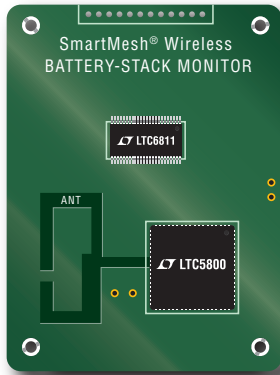 SmartMesh® Wireless
BATTERY-STACK MONITOR
LTC6811
ANT
LTC5800